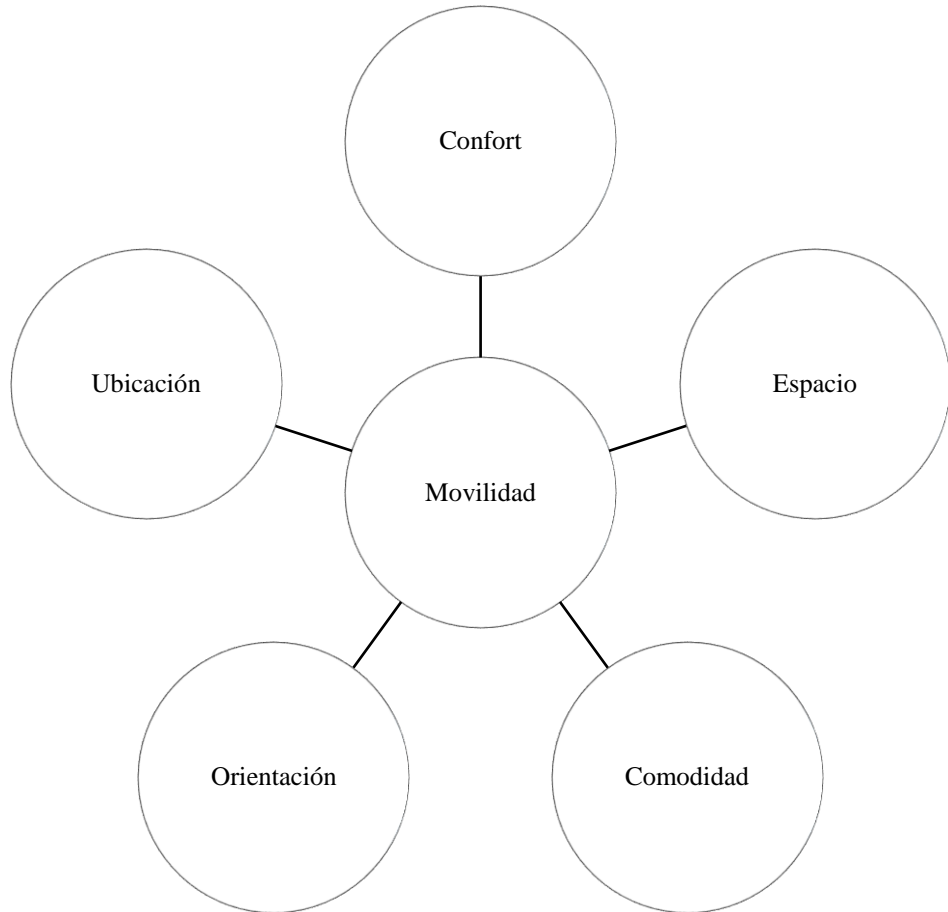 Confort
Ubicación
Espacio
Movilidad
Orientación
Comodidad